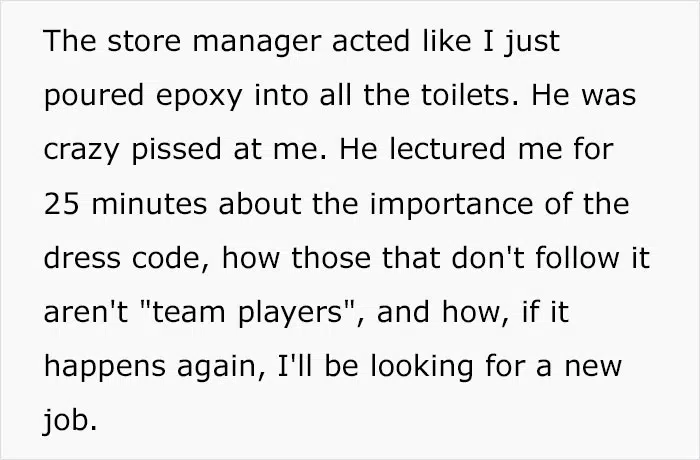 The store manager acted like I just
poured epoxy into all the toilets. He was
crazy pissed at me. He lectured me for
25 minutes about the importance of the
dress code, how those that don't follow it
aren't "team players", and how, if it
happens again, I'll be looking for a new
job.